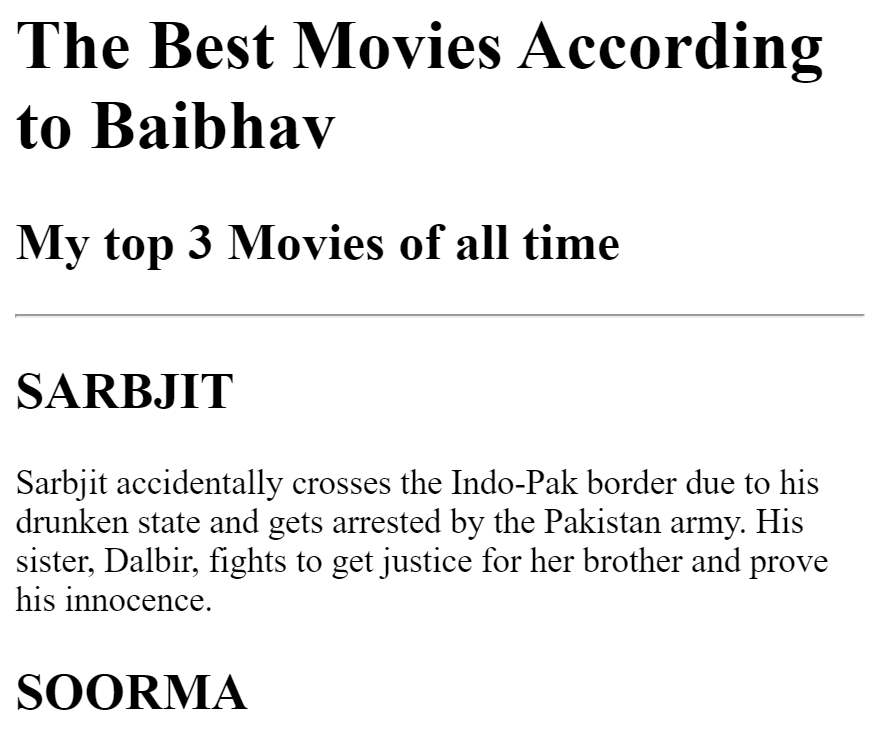 The Best Movies According
to Baibhav
My top 3 Movies of all time
SARBJIT
Sarbjit accidentally crosses the Indo-Pak border due to his
drunken state and gets arrested by the Pakistan army. His
sister, Dalbir, fights to get justice for her brother and prove
his innocence.
SOORMA